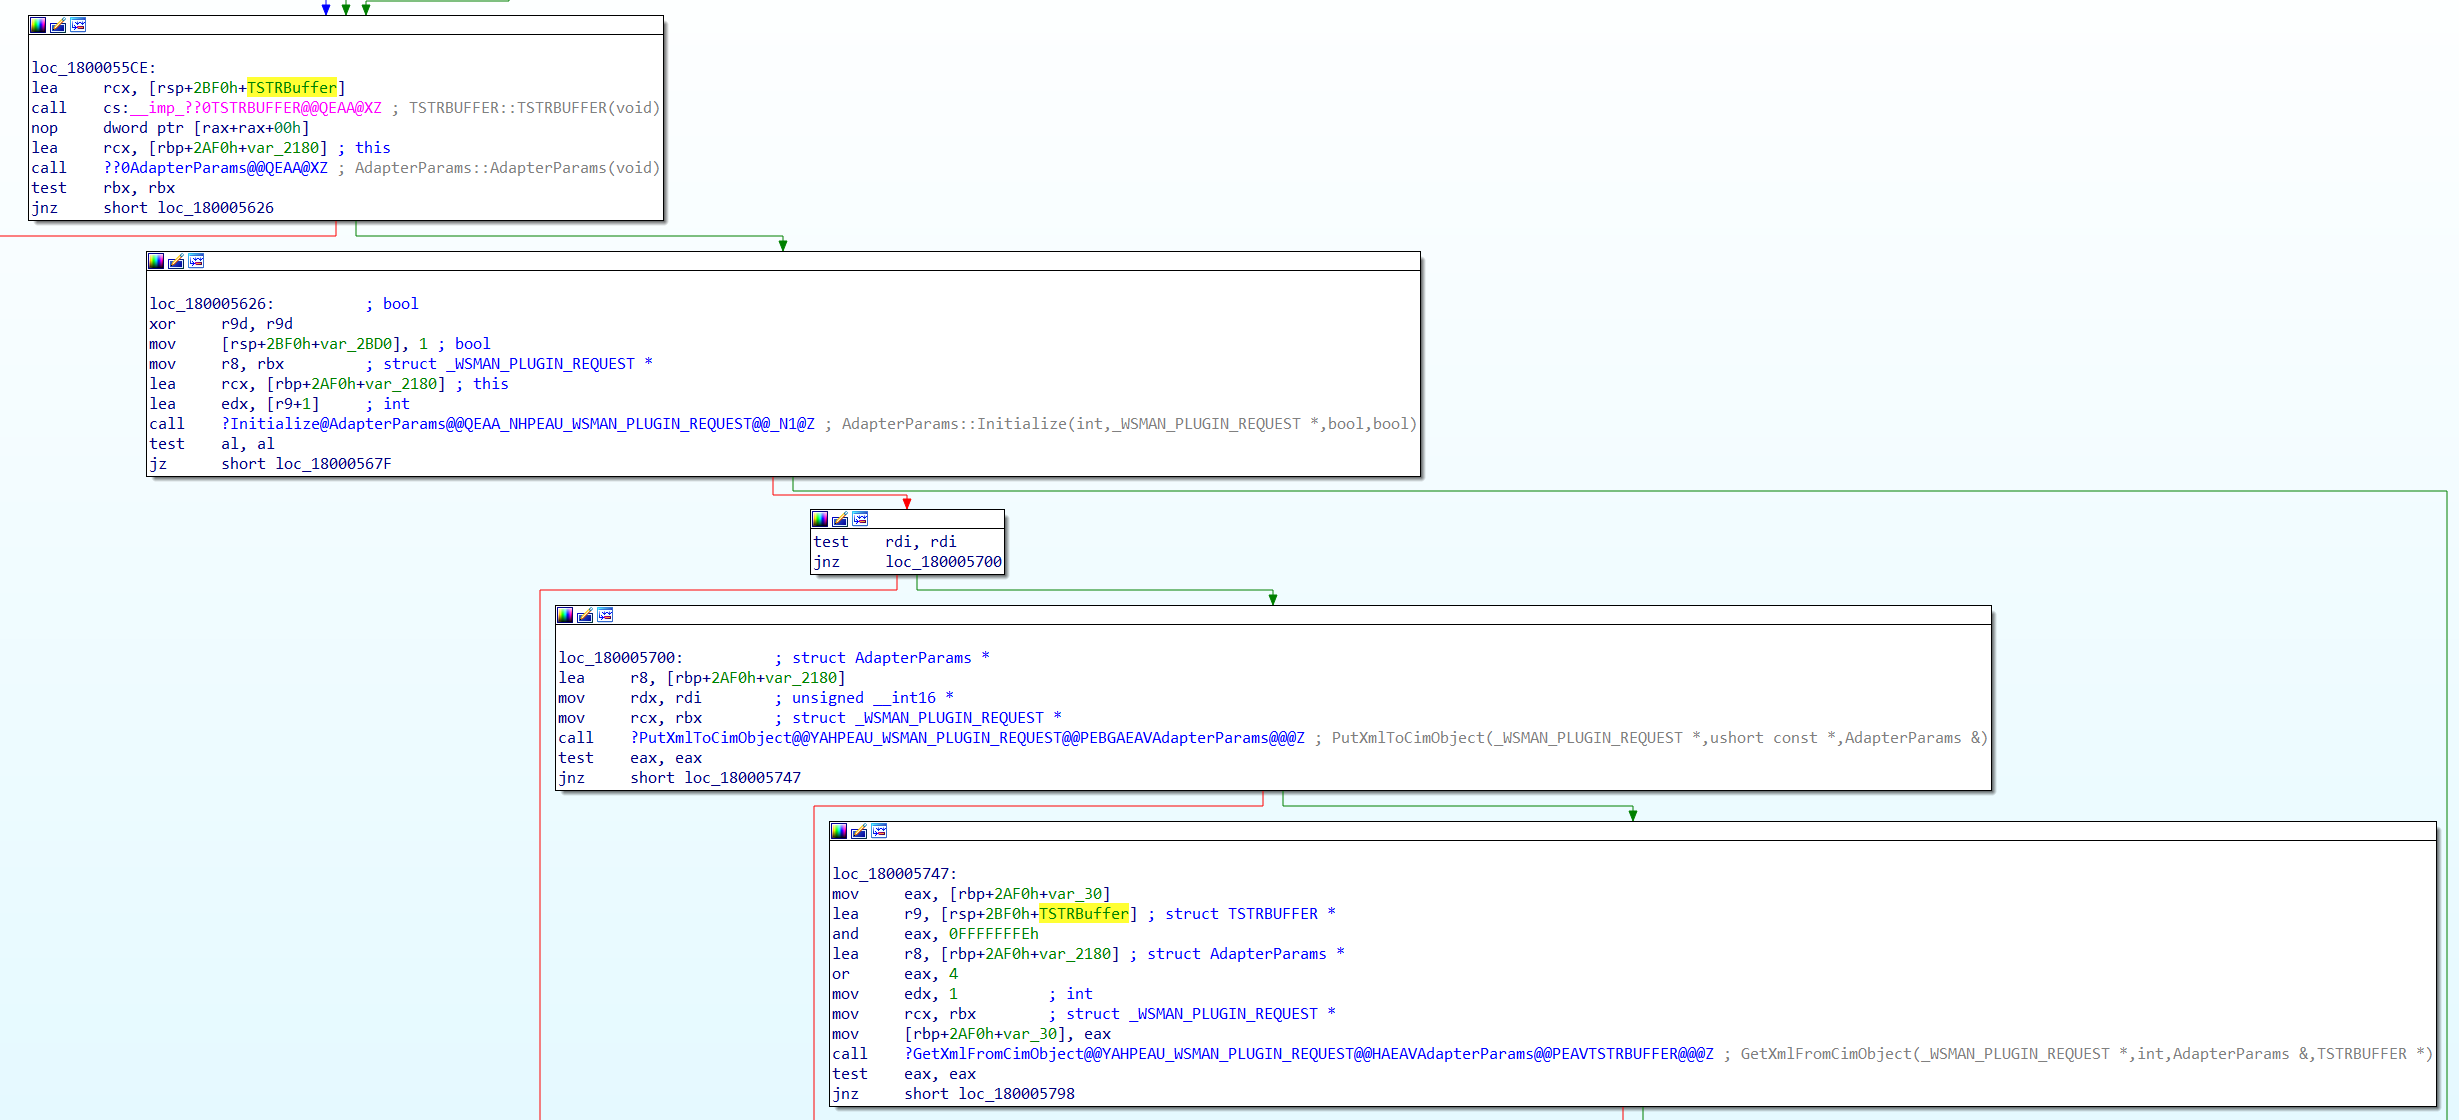 loc_1800055CE:
lea rcx, [rsp+2BF0h+TSTRBuffer]
call cs:__imp_??0TSTRBUFFER@@QEAA@XZ ; TSTRBUFFER::TSTRBUFFER(void)
nop dword ptr [rax+rax+00h]
lea rcx, [rbp+2AF0h+var_2180] ; this
call ??0AdapterParams@@QEAA@XZ ; AdapterParams::AdapterParams(void)
test rbx, rbx
jnz short loc_180005626
loc_180005626: ; bool
xor r9d, r9d
mov [rsp+2BF0h+var_2BD0], 1 ; bool
mov r8, rbx ; struct _WSMAN_PLUGIN_REQUEST *
lea rcx, [rbp+2AF0h+var_2180] ; this
lea edx, [r9+1] ; int
call ?Initialize@AdapterParams@@QEAA_NHPEAU_WSMAN_PLUGIN_REQUEST@@_N1@Z ; AdapterParams::Initialize(int,_WSMAN_PLUGIN_REQUEST *,bool,bool)
test al, al
jz short loc_18000567F
test rdi, rdi
jnz loc_180005700
loc_180005700: ; struct AdapterParams *
lea r8, [rbp+2AF0h+var_2180]
mov rdx, rdi ; unsigned __int16 *
mov rcx, rbx ; struct _WSMAN_PLUGIN_REQUEST *
call ?PutXmlToCimObject@@YAHPEAU_WSMAN_PLUGIN_REQUEST@@PEBGAEAVAdapterParams@@@Z ; PutXmlToCimObject(_WSMAN_PLUGIN_REQUEST *,ushort const *,AdapterParams &)
test eax, eax
jnz short loc_180005747
loc_180005747:
mov eax, [rbp+2AF0h+var_30]
lea r9, [rsp+2BF0h+TSTRBuffer] ; struct TSTRBUFFER *
and eax, 0FFFFFFFEh
lea r8, [rbp+2AF0h+var_2180] ; struct AdapterParams *
or eax, 4
mov edx, 1 ; int
mov rcx, rbx ; struct _WSMAN_PLUGIN_REQUEST *
mov [rbp+2AF0h+var_30], eax
call ?GetXmlFromCimObject@@YAHPEAU_WSMAN_PLUGIN_REQUEST@@HAEAVAdapterParams@@PEAVTSTRBUFFER@@@Z ; GetXmlFromCimObject(_WSMAN_PLUGIN_REQUEST *,int,AdapterParams &,TSTRBUFFER *)
test eax, eax
jnz short loc_180005798